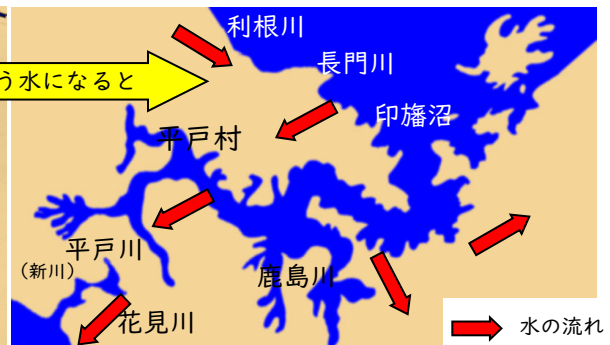 利根川
長門川
う水になると
印旛沼
平戸村
平戸川
(新川)
鹿島川
花見川
水の流れ